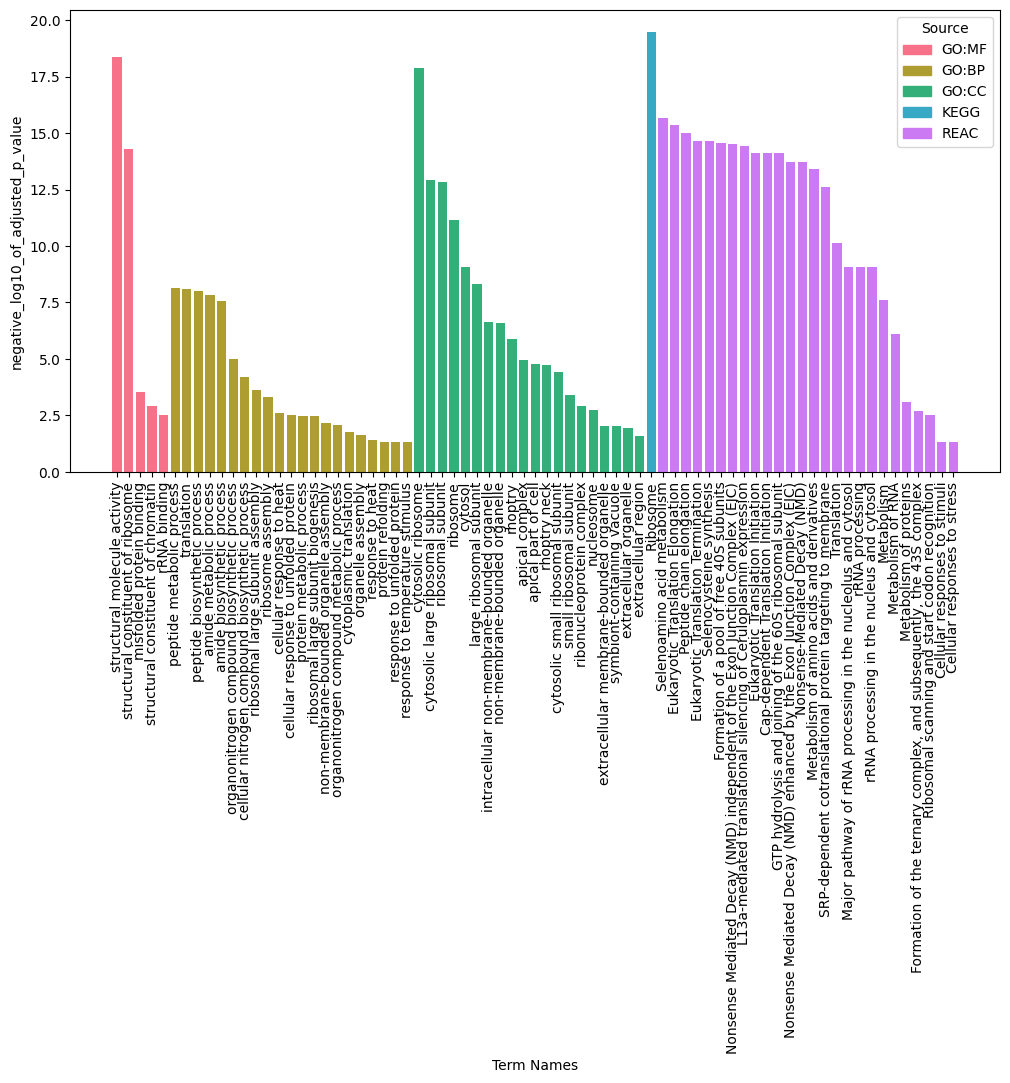 negative_log10_of_adjusted_p_value
20.0
17.5
15.0
12.5
10.0
7.5
5.0
2.5
0.0
Source
GO:MF
GO:BP
GO:CC
KEGG
REAC
structural molecule activity
structural constituent of ribosome
misfolded protein binding
structural constituent of chromatin
rRNA binding
peptide metabolic process
translation
peptide biosynthetic process
amide metabolic process
amide biosynthetic process
organonitrogen compound biosynthetic process
cellular nitrogen compound biosynthetic process
ribosomal large subunit assembly
ribosome assembly
cellular response to heat
cellular response to unfolded protein
protein metabolic process
ribosomal large subunit biogenesis
non-membrane-bounded organelle assembly
organonitrogen compound metabolic process
cytoplasmic translation
organelle assembly
response to heat
protein refolding
response to unfolded protein
response to temperature stimulus
cytosolic ribosome
cytosolic large ribosomal subunit
ribosomal subunit
ribosome
cytosol
large ribosomal subunit
intracellular non-membrane-bounded organelle
non-membrane-bounded organelle
rhoptry
apical complex
apical part of cell
rhoptry neck
cytosolic small ribosomal subunit
small ribosomal subunit
ribonucleoprotein complex
nucleosome
extracellular membrane-bounded organelle
symbiont-containing vacuole
extracellular organelle
extracellular region
Ribosome
Selenoamino acid metabolism
Eukaryotic Translation Elongation
Peptide chain elongation
Eukaryotic Translation Termination
Selenocysteine synthesis
Formation of a pool of free 40S subunits
Nonsense Mediated Decay (NMD) independent of the Exon Junction Complex (EJC)
L13a-mediated translational silencing of Ceruloplasmin expression
Eukaryotic Translation Initiation
Cap-dependent Translation Initiation
GTP hydrolysis and joining of the 60S ribosomal subunit
Nonsense Mediated Decay (NMD) enhanced by the Exon Junction Complex (EJC)
Nonsense-Mediated Decay (NMD)
Metabolism of amino acids and derivatives
SRP-dependent cotranslational protein targeting to membrane
Translation
Major pathway of rRNA processing in the nucleolus and cytosol
rRNA processing
rRNA processing in the nucleus and cytosol
Metabolism
Metabolism of RNA
Metabolism of proteins
Formation of the ternary complex, and subsequently, the 43S complex
Ribosomal scanning and start codon recognition
Cellular responses to stimuli
Cellular responses to stress
Term Names